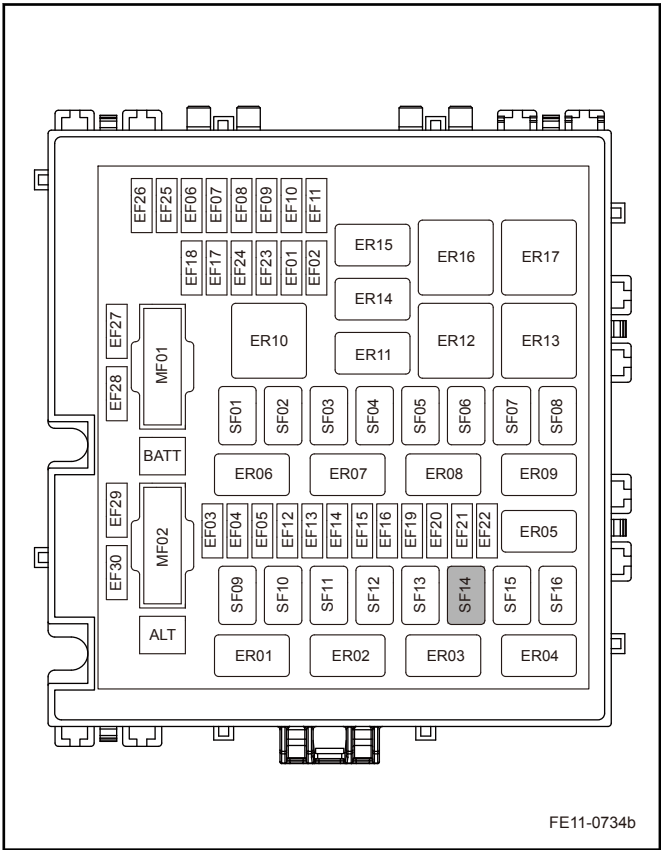 EF26 EF25 EF06 EF07 EF08 EF09 EF10 EF11
EF18 EF17 EF24 EF23 EF01 EF02
ER15 ER16 ER17
ER14
EF27 MF01 ER10 ER11 ER12 ER13
EF28
SF01 SF02 SF03 SF04 SF05 SF06 SF07 SF08
BATT
ER06 ER07 ER08 ER09
EF29 MF02
EF03 EF04 EF05 EF12 EF13 EF14 EF15 EF16 EF19 EF20 EF21 EF22 ER05
EF30
SF09 SF10 SF11 SF12 SF13 SF14 SF15 SF16
ALT
ER01 ER02 ER03 ER04
FE11-0734b